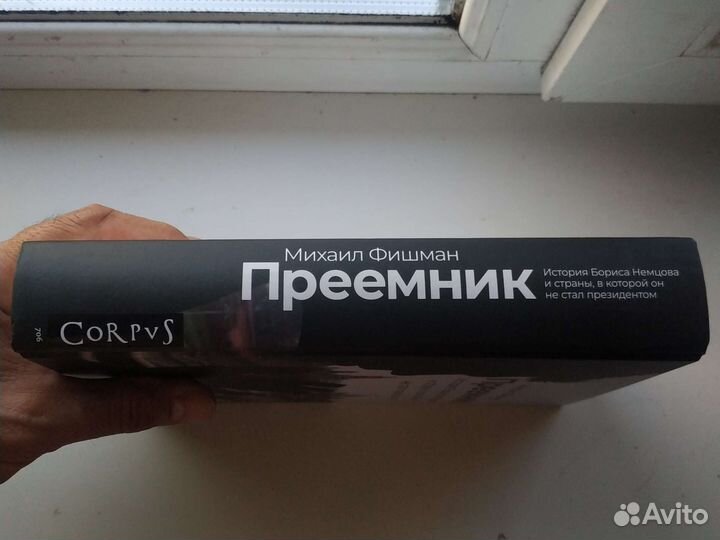 Михаил Фишман
Преемник
История Бориса Немцова
и страны, в которой он
не стал президентом
706
CORPVS
Avito